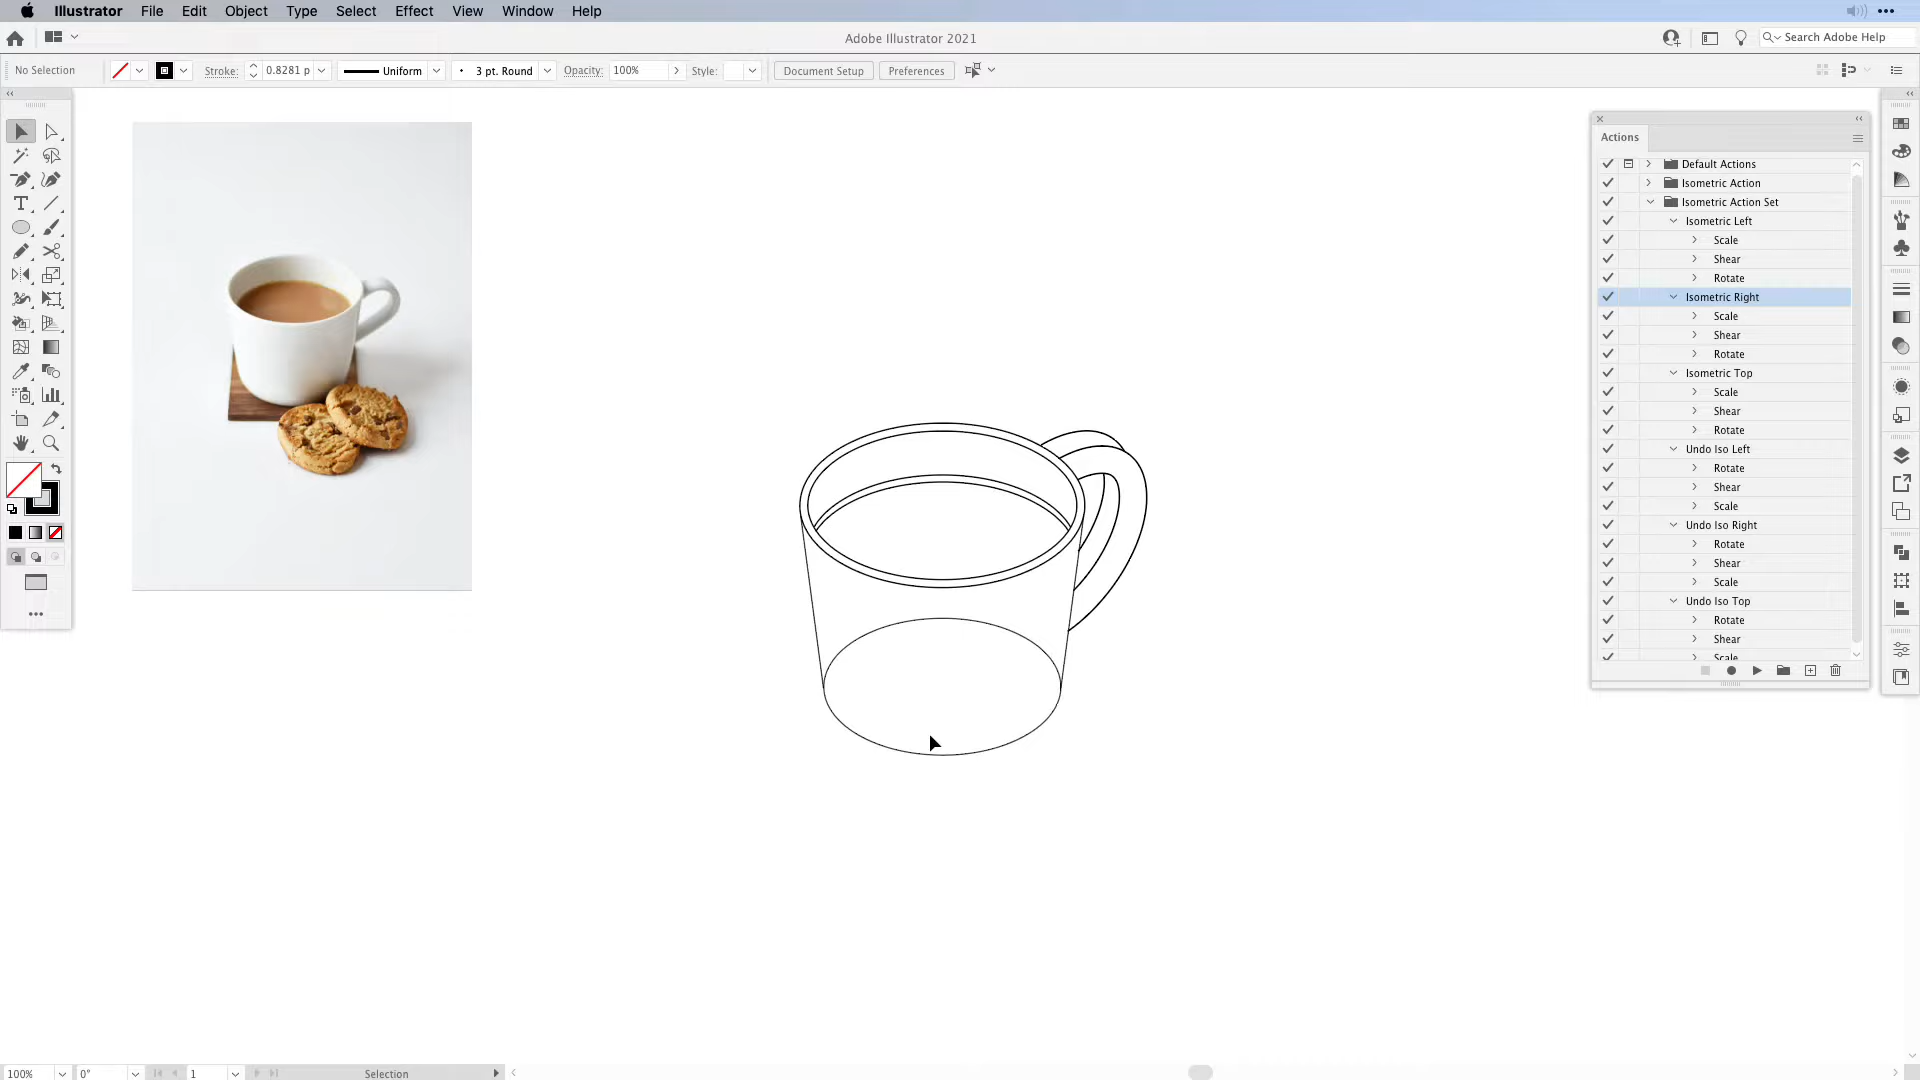 Illustrator File Edit Object Type Select Effect View Window Help
Adobe Illustrator 2021
Search Adobe Help
No Selection Stroke: 0.8281 p Uniform 3 pt. Round Opacity: 100% Style: Document Setup Preferences
Actions
Default Actions
Isometric Action
Isometric Action Set
Isometric Left
Scale
Shear
Rotate
Isometric Right
Scale
Shear
Rotate
Isometric Top
Scale
Shear
Rotate
Undo Iso Left
Rotate
Shear
Scale
Undo Iso Right
Rotate
Shear
Scale
Undo Iso Top
Rotate
Shear
Scale
100% 0° 1 Selection